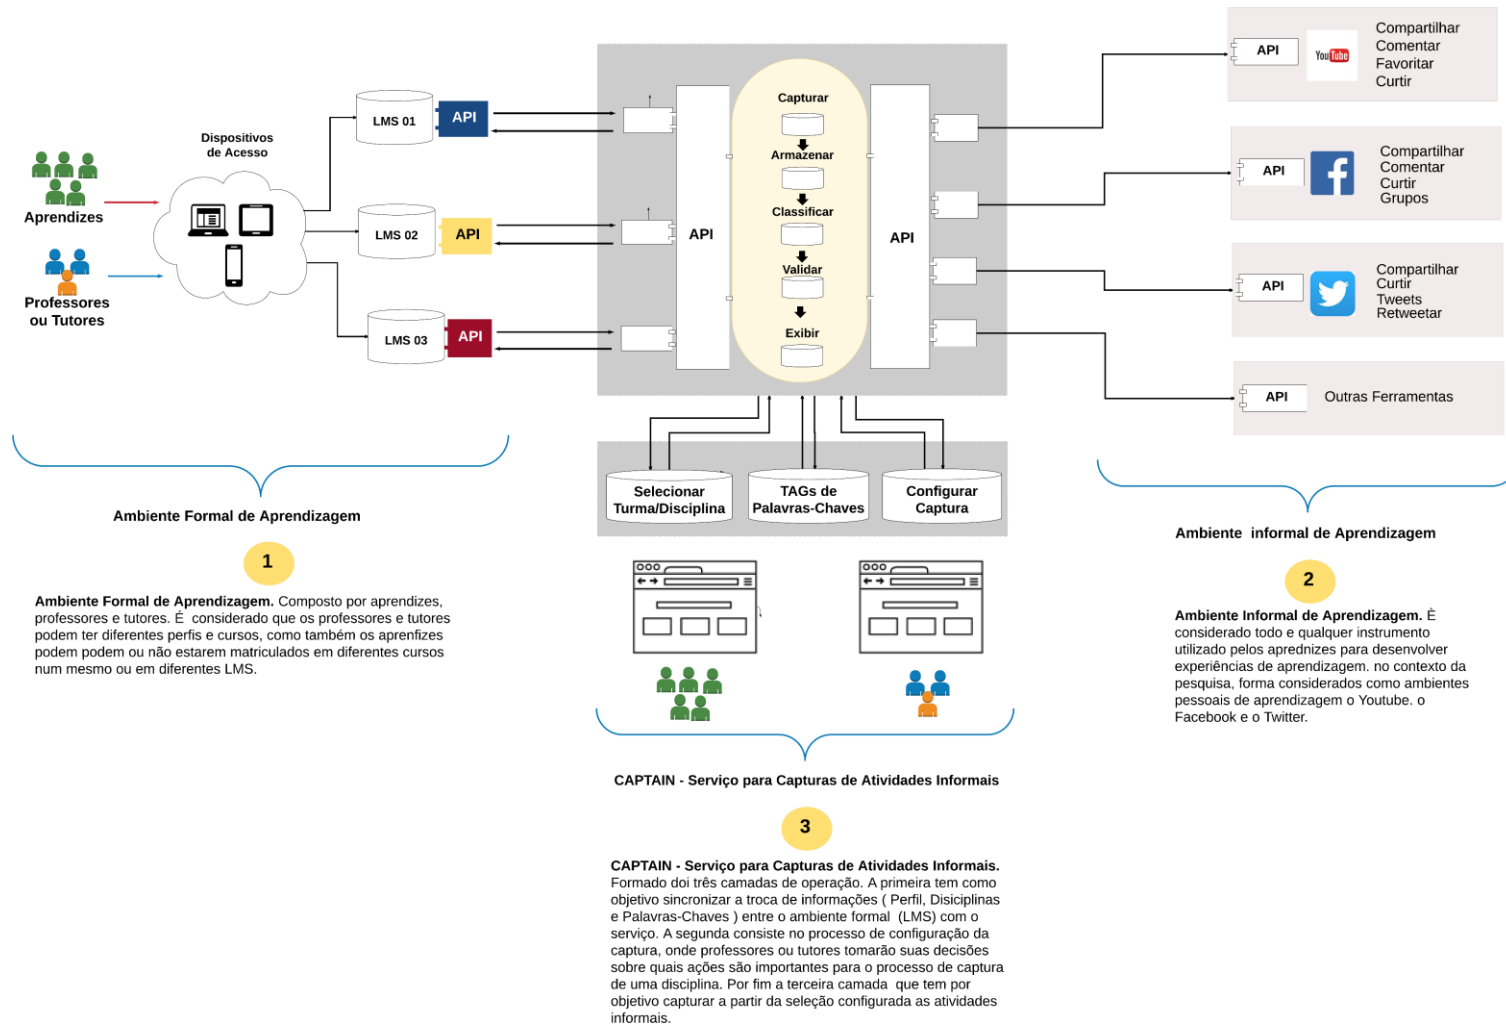 Aprendizes
Professores
ou Tutores
Dispositivos
de Acesso
LMS 01
API
LMS 02
API
LMS 03
API
API
Capturar
Armazenar
Classificar
Validar
Exibir
API
API
YouTube
Compartilhar
Comentar
Favoritar
Curtir
API
Compartilhar
Comentar
Curtir
Grupos
API
Compartilhar
Curtir
Tweets
Retweetar
API
Outras Ferramentas
Selecionar
Turma/Disciplina
TAGs de
Palavras-Chaves
Configurar
Captura
Ambiente Formal de Aprendizagem
1
Ambiente Formal de Aprendizagem. Composto por aprendizes,
professores e tutores. É considerado que os professores e tutores
podem ter diferentes perfis e cursos, como também os aprenfizes
podem podem ou não estarem matriculados em diferentes cursos
num mesmo ou em diferentes LMS.
Ambiente informal de Aprendizagem
2
Ambiente Informal de Aprendizagem. È
considerado todo e qualquer instrumento
utilizado pelos aprednizes para desenvolver
experiências de aprendizagem. no contexto da
pesquisa, forma considerados como ambientes
pessoais de aprendizagem o Youtube. o
Facebook e o Twitter.
CAPTAIN - Serviço para Capturas de Atividades Informais
3
CAPTAIN - Serviço para Capturas de Atividades Informais.
Formado doi três camadas de operação. A primeira tem como
objetivo sincronizar a troca de informações ( Perfil, Disiciplinas
e Palavras-Chaves ) entre o ambiente formal (LMS) com o
serviço. A segunda consiste no processo de configuração da
captura, onde professores ou tutores tomarão suas decisões
sobre quais ações são importantes para o processo de captura
de uma disciplina. Por fim a terceira camada que tem por
objetivo capturar a partir da seleção configurada as atividades
informais.